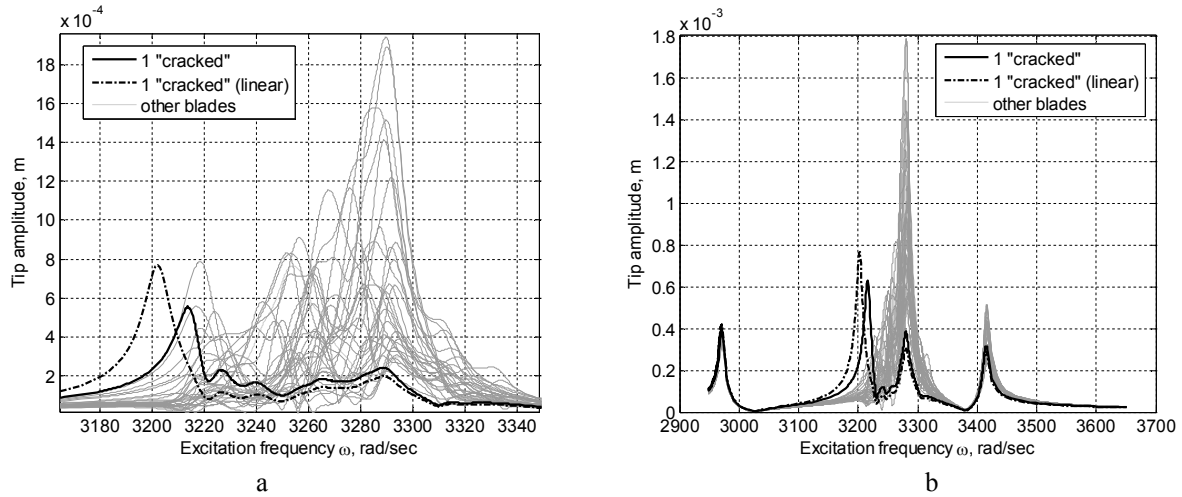 x 10⁻⁴
1 "cracked"
1 "cracked" (linear)
other blades
18
16
14
12
10
8
6
4
2
Tip amplitude, m
3180 3200 3220 3240 3260 3280 3300 3320 3340
Excitation frequency ω, rad/sec
a
x 10⁻³
1 "cracked"
1 "cracked" (linear)
other blades
1.8
1.6
1.4
1.2
1
0.8
0.6
0.4
0.2
0
Tip amplitude, m
2900 3000 3100 3200 3300 3400 3500 3600 3700
Excitation frequency ω, rad/sec
b